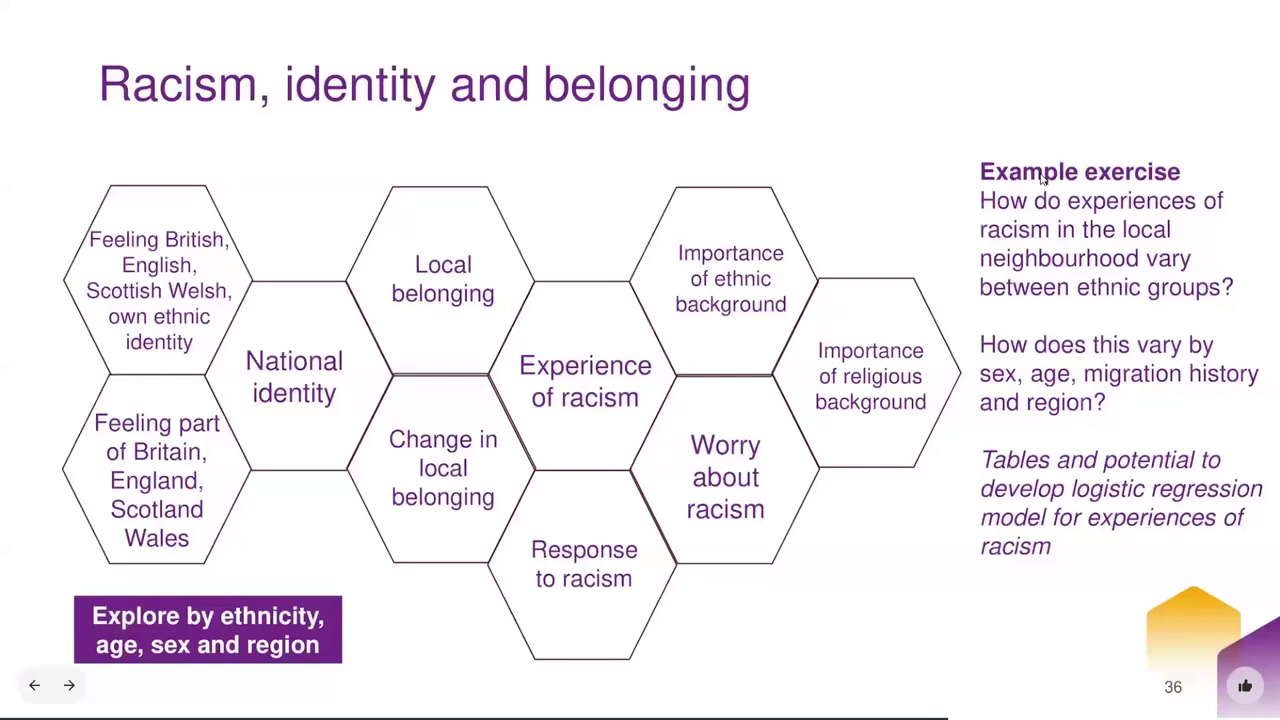 Racism, identity and belonging
Feeling British,
English,
Scottish Welsh,
own ethnic
identity
Feeling part
of Britain,
England,
Scotland
Wales
National
identity
Local
belonging
Change in
local
belonging
Experience
of racism
Response
to racism
Importance
of ethnic
background
Worry
about
racism
Importance
of religious
background
Example exercise
How do experiences of
racism in the local
neighbourhood vary
between ethnic groups?
How does this vary by
sex, age, migration history
and region?
Tables and potential to
develop logistic regression
model for experiences of
racism
Explore by ethnicity,
age, sex and region
36